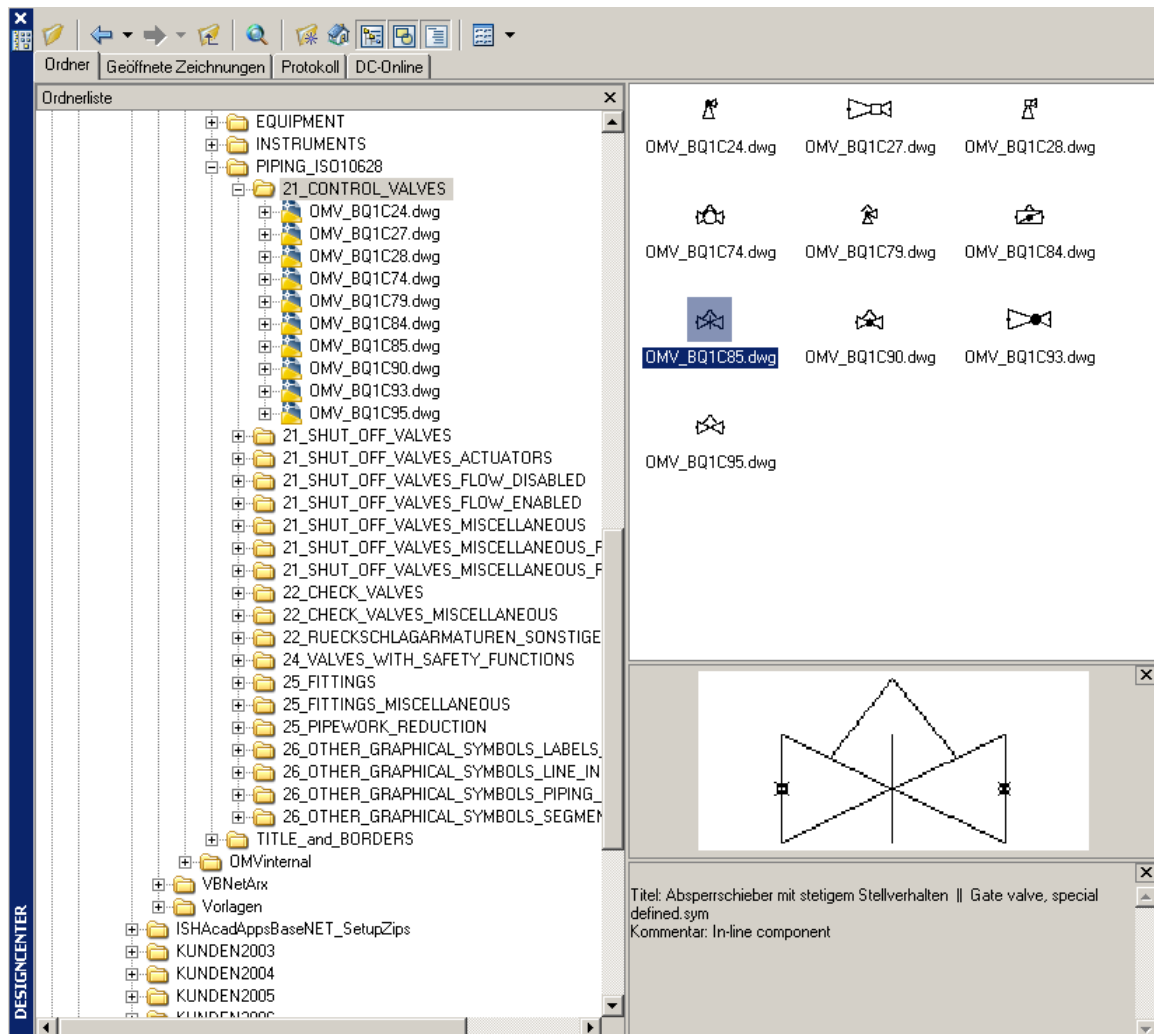 Ordner
Geöffnete Zeichnungen
Protokoll
DC-Online
Ordnerliste
EQUIPMENT
INSTRUMENTS
PIPING_ISO10628
21_CONTROL_VALVES
OMV_BQ1C24.dwg
OMV_BQ1C27.dwg
OMV_BQ1C28.dwg
OMV_BQ1C74.dwg
OMV_BQ1C79.dwg
OMV_BQ1C84.dwg
OMV_BQ1C85.dwg
OMV_BQ1C90.dwg
OMV_BQ1C93.dwg
OMV_BQ1C95.dwg
21_SHUT_OFF_VALVES
21_SHUT_OFF_VALVES_ACTUATORS
21_SHUT_OFF_VALVES_FLOW_DISABLED
21_SHUT_OFF_VALVES_FLOW_ENABLED
21_SHUT_OFF_VALVES_MISCELLANEOUS
21_SHUT_OFF_VALVES_MISCELLANEOUS_F
21_SHUT_OFF_VALVES_MISCELLANEOUS_F
22_CHECK_VALVES
22_CHECK_VALVES_MISCELLANEOUS
22_RUECKSCHLAGARMATUREN_SONSTIGE
24_VALVES_WITH_SAFETY_FUNCTIONS
25_FITTINGS
25_FITTINGS_MISCELLANEOUS
25_PIPEWORK_REDUCTION
26_OTHER_GRAPHICAL_SYMBOLS_LABELS_
26_OTHER_GRAPHICAL_SYMBOLS_LINE_IN
26_OTHER_GRAPHICAL_SYMBOLS_PIPING_
26_OTHER_GRAPHICAL_SYMBOLS_SEGMEN
TITLE_and_BORDERS
OMVinternal
VBNetArx
Vorlagen
ISHAcadAppsBaseNET_SetupZips
KUNDEN2003
KUNDEN2004
KUNDEN2005
OMV_BQ1C24.dwg OMV_BQ1C27.dwg OMV_BQ1C28.dwg
OMV_BQ1C74.dwg OMV_BQ1C79.dwg OMV_BQ1C84.dwg
OMV_BQ1C85.dwg OMV_BQ1C90.dwg OMV_BQ1C93.dwg
OMV_BQ1C95.dwg
Titel: Absperrschieber mit stetigem Stellverhalten || Gate valve, special
defined.sym
Kommentar: In-line component
DESIGNCENTER